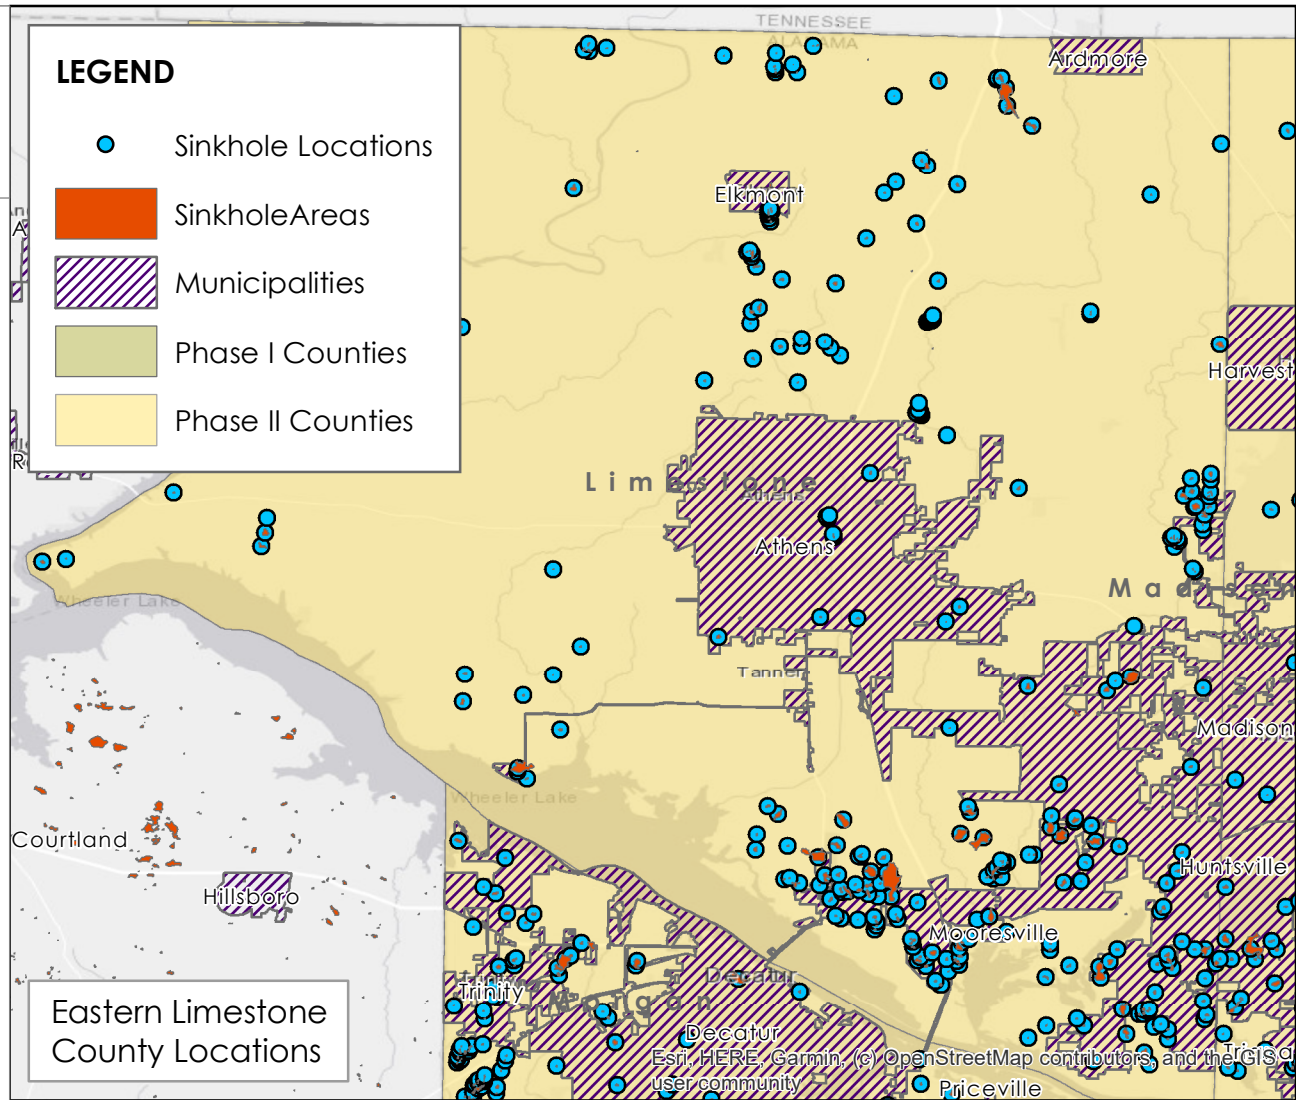 TENNESSEE
ALABAMA
Ardmore
LEGEND
Sinkhole Locations
SinkholeAreas
Municipalities
Phase I Counties
Phase II Counties
Elkmont
Harvest
Limestone
Athens
Athens
Madison
Wheeler Lake
Tanner
Madison
Wheeler Lake
Courtland
Huntsville
Hillsboro
Mooresville
Decatur
Trinity
Morgan
Eastern Limestone
County Locations
Decatur
Esri, HERE, Garmin, (c) OpenStreetMap contributors, and the GIS
user community
Priceville